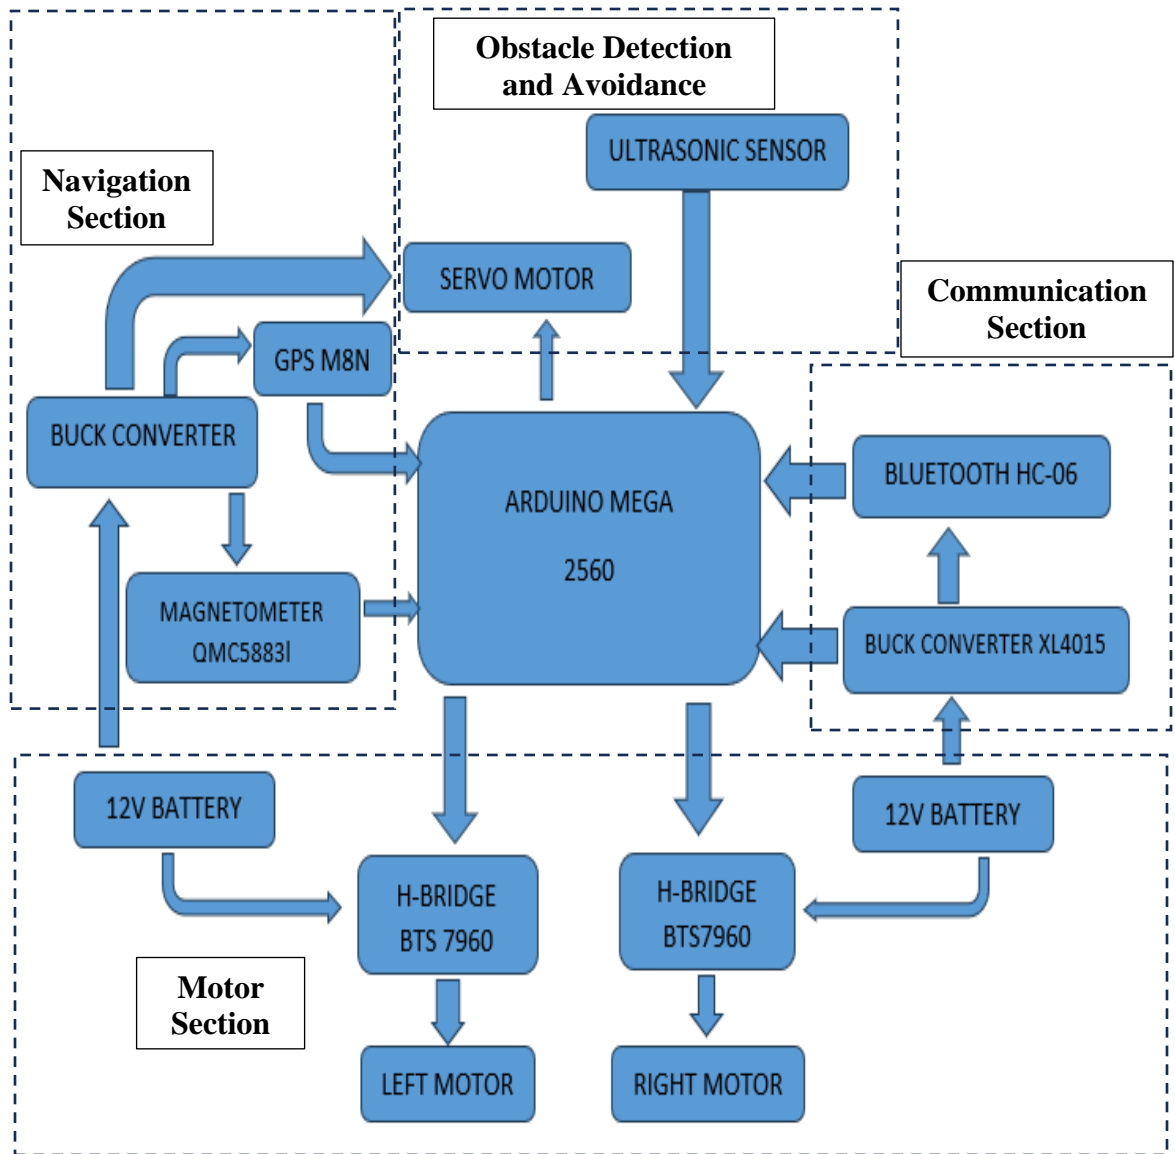 Obstacle Detection
and Avoidance
ULTRASONIC SENSOR
Navigation
Section
SERVO MOTOR
Communication
Section
GPS M8N
BUCK CONVERTER
ARDUINO MEGA
2560
BLUETOOTH HC-06
MAGNETOMETER
QMC5883l
BUCK CONVERTER XL4015
12V BATTERY
12V BATTERY
H-BRIDGE
BTS 7960
H-BRIDGE
BTS7960
Motor
Section
LEFT MOTOR
RIGHT MOTOR